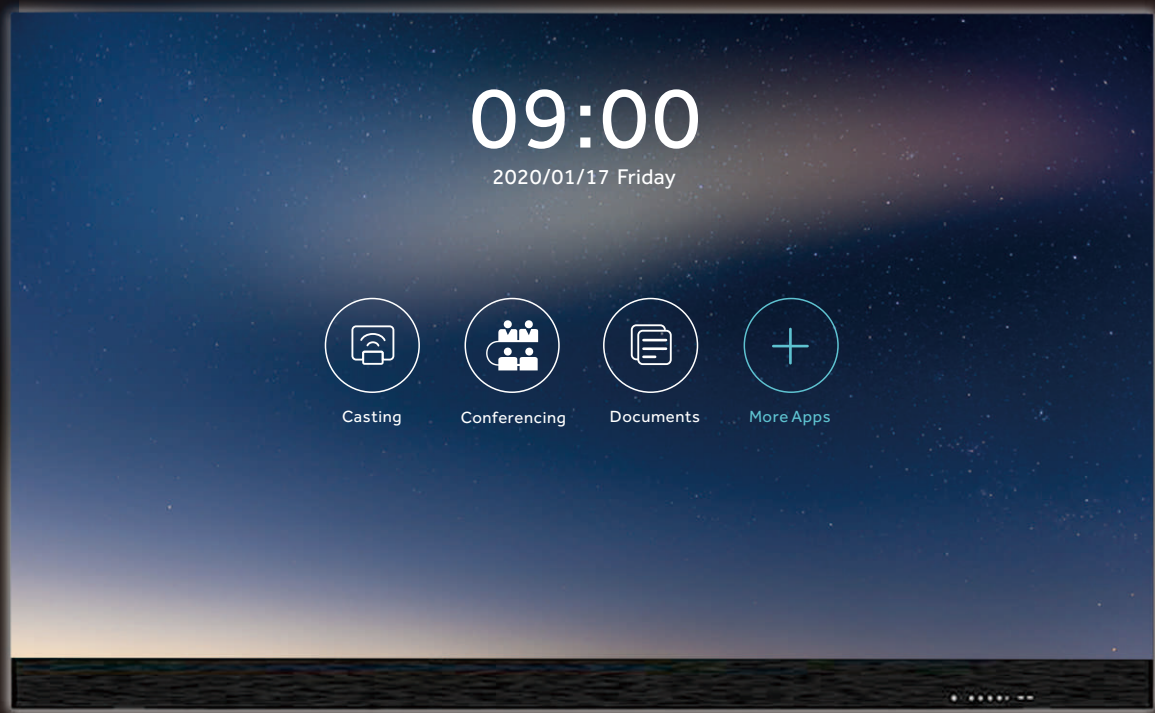 09:00
2020/01/17 Friday
Casting
Conferencing
Documents
More Apps